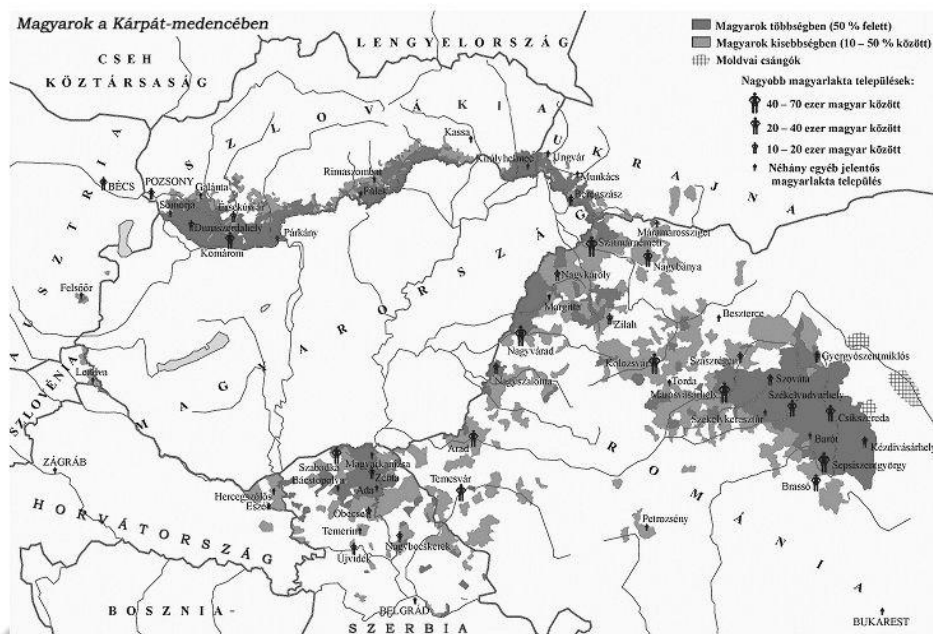 Magyarok a Kárpát-medencében
Magyarok többségben (50 % felett)
Magyarok kisebbségben (10 – 50 % között)
Moldvai csángók
Nagyobb magyarlakta települések:
40 – 70 ezer magyar között
20 – 40 ezer magyar között
10 – 20 ezer magyar között
Néhány egyéb jelentős
magyarlakta település
CSEH
KÖZTÁRSASÁG
LENGYELORSZÁG
SZLOVÁKIA
UKRAJNA
AUSZTRIA
MAGYARORSZÁG
SZLOVÉNIA
HORVÁTORSZÁG
BOSZNIA-
SZERBIA
ROMÁNIA
BÉCS
POZSONY
Galánta
Somorja
Érsekújvár
Dunaszerdahely
Komárom
Párkány
Rimaszombat
Fülek
Kassa
Királyhelmec
Ungvár
Munkács
Beregszász
Máramarossziget
Szatmárnémeti
Nagybánya
Nagykároly
Margitta
Zilah
Beszterce
Nagyvárad
Kolozsvár
Szászrégen
Gyergyószentmiklós
Nagyszalonta
Torda
Szováta
Marosvásárhely
Székelyudvarhely
Székelykeresztúr
Csíkszereda
Barót
Kézdivásárhely
Sepsiszentgyörgy
Brassó
Arad
Temesvár
Petrozsény
Felsőőr
Lendva
ZÁGRÁB
Szabadka
Magyarkanizsa
Bácstopolya
Zenta
Ada
Hercegszőlős
Eszék
Óbecse
Temerin
Nagybecskerek
Újvidék
BELGRÁD
BUKAREST